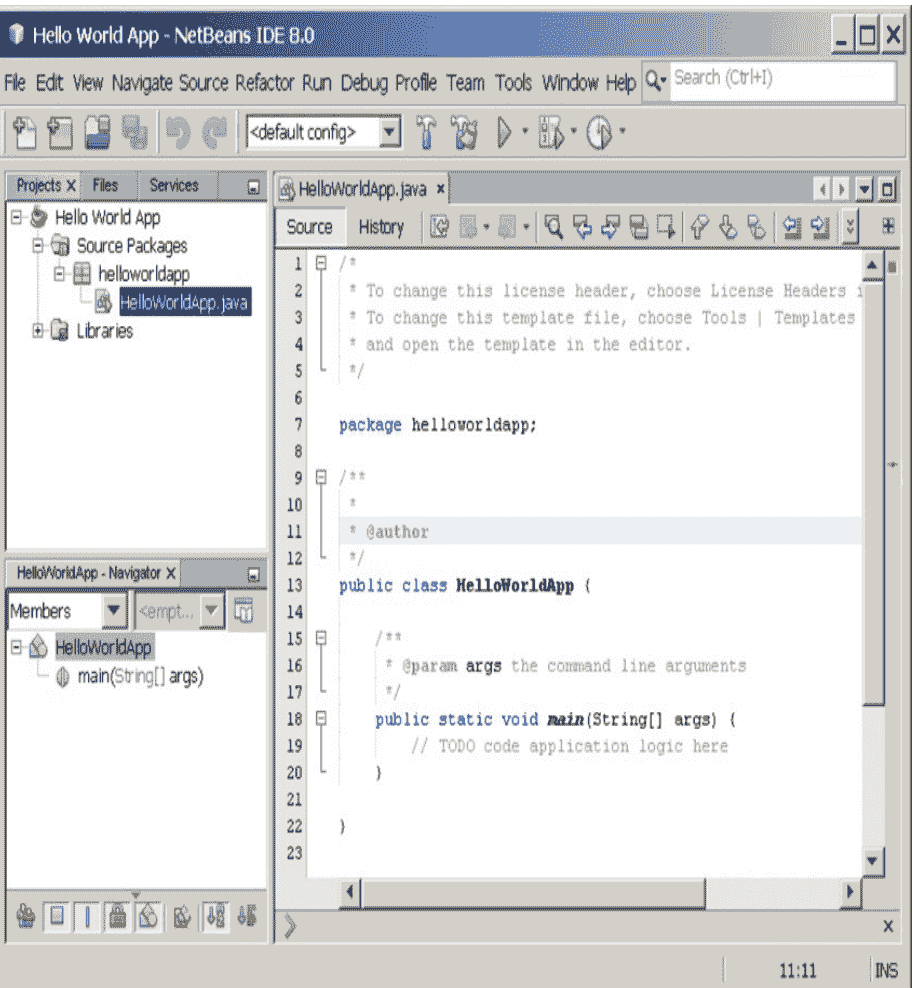 Hello World App - NetBeans IDE 8.0
File Edit View Navigate Source Refactor Run Debug Profile Team Tools Window Help Search (Ctrl+I)
<default config>
Projects X Files Services
Hello World App
Source Packages
helloworldapp
HelloWorldApp.java
Libraries
HelloWorldApp - Navigator X
Members <empt...
HelloWorldApp
main(String[] args)
HelloWorldApp.java ×
Source History
1 /*
2 * To change this license header, choose License Headers i
3 * To change this template file, choose Tools | Templates
4 * and open the template in the editor.
5 */
6
7 package helloworldapp;
8
9 /**
10 *
11 * @author
12 */
13 public class HelloWorldApp {
14
15 /**
16 * @param args the command line arguments
17 */
18 public static void main(String[] args) {
19 // TODO code application logic here
20 }
21
22 }
23
11:11 INS